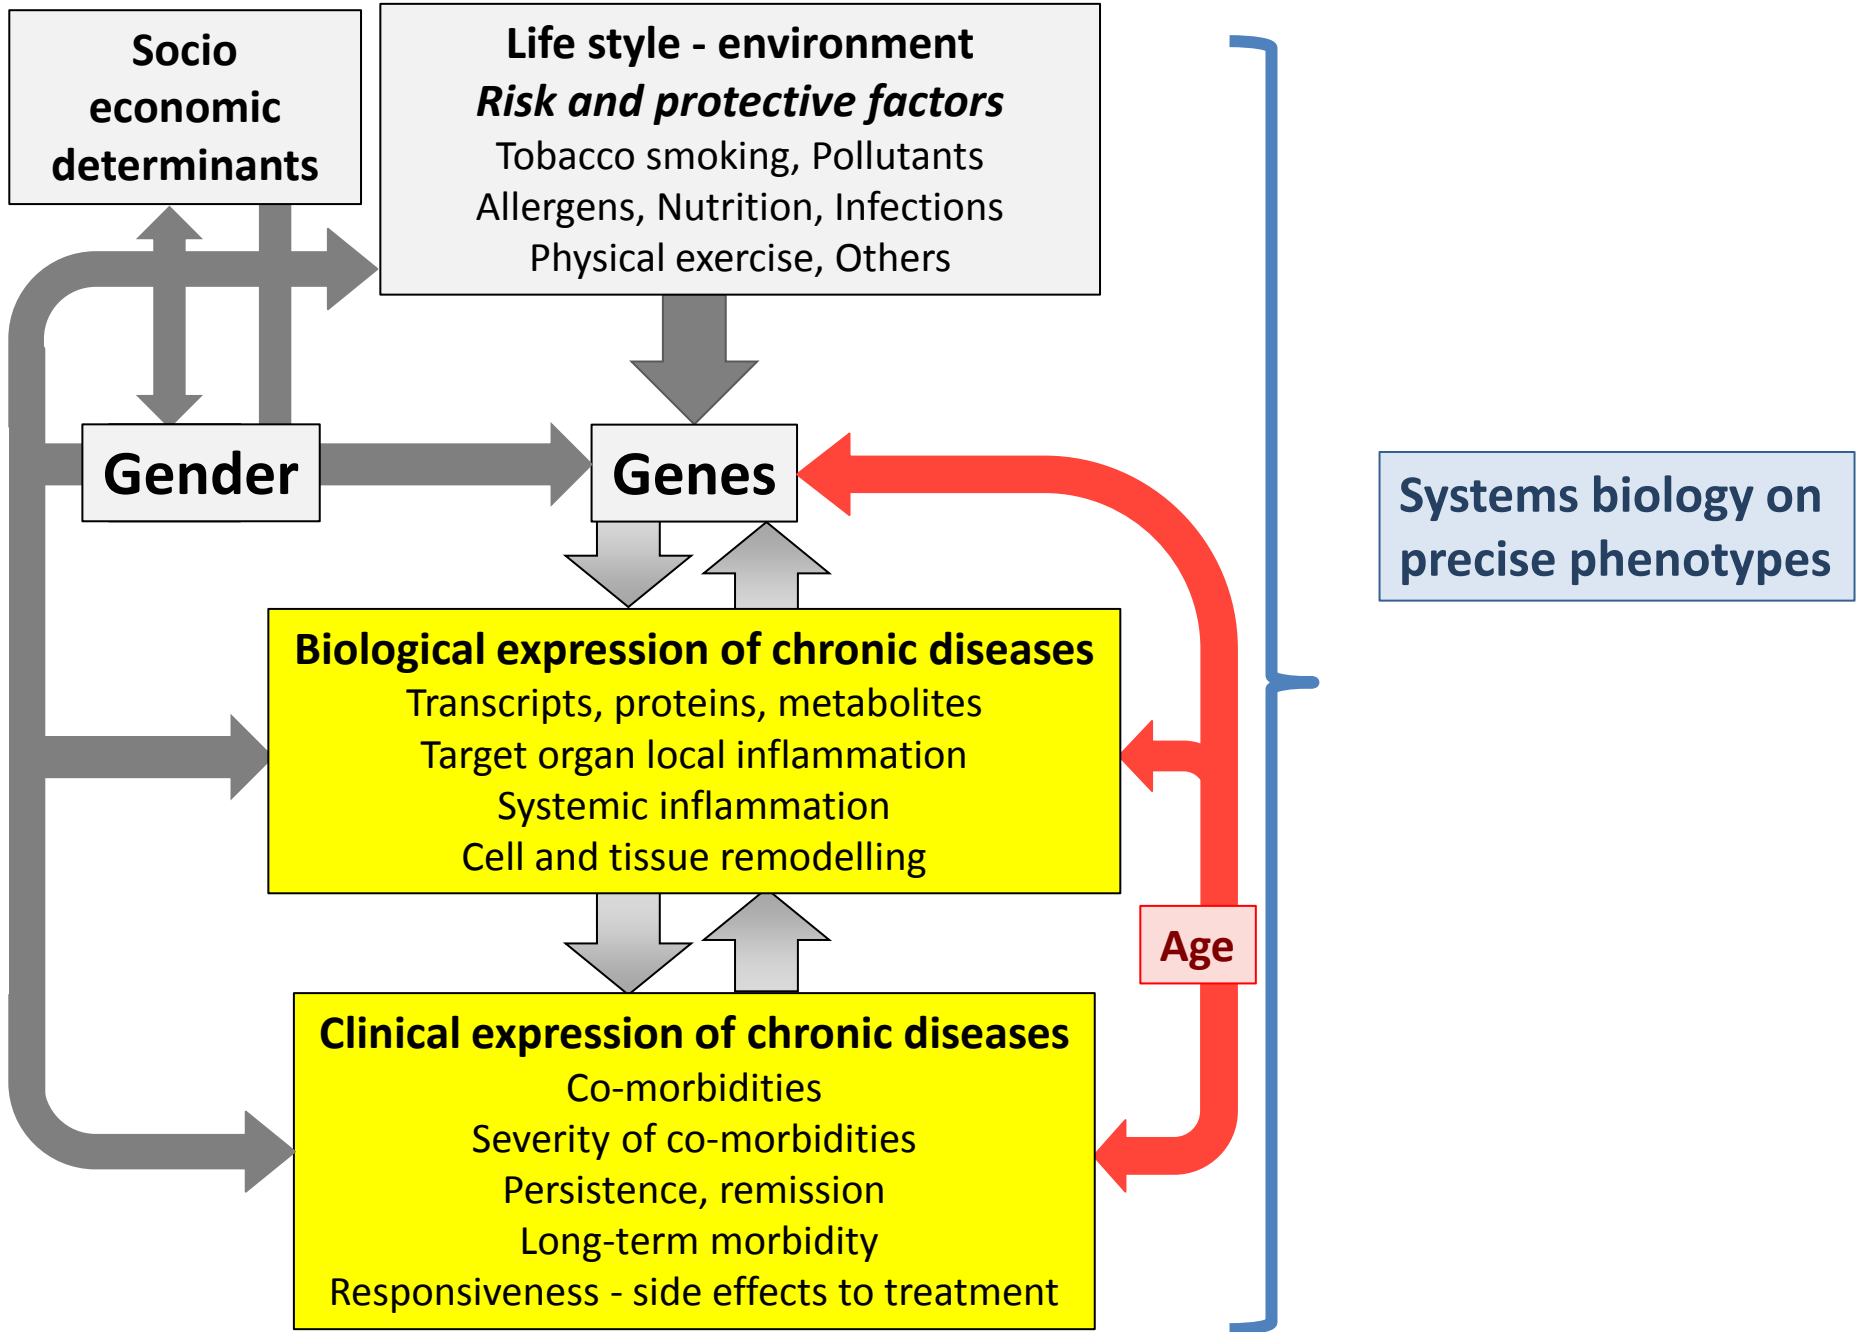 Socio
economic
determinants
Life style - environment
Risk and protective factors
Tobacco smoking, Pollutants
Allergens, Nutrition, Infections
Physical exercise, Others
Gender
Genes
Systems biology on
precise phenotypes
Biological expression of chronic diseases
Transcripts, proteins, metabolites
Target organ local inflammation
Systemic inflammation
Cell and tissue remodelling
Age
Clinical expression of chronic diseases
Co-morbidities
Severity of co-morbidities
Persistence, remission
Long-term morbidity
Responsiveness - side effects to treatment